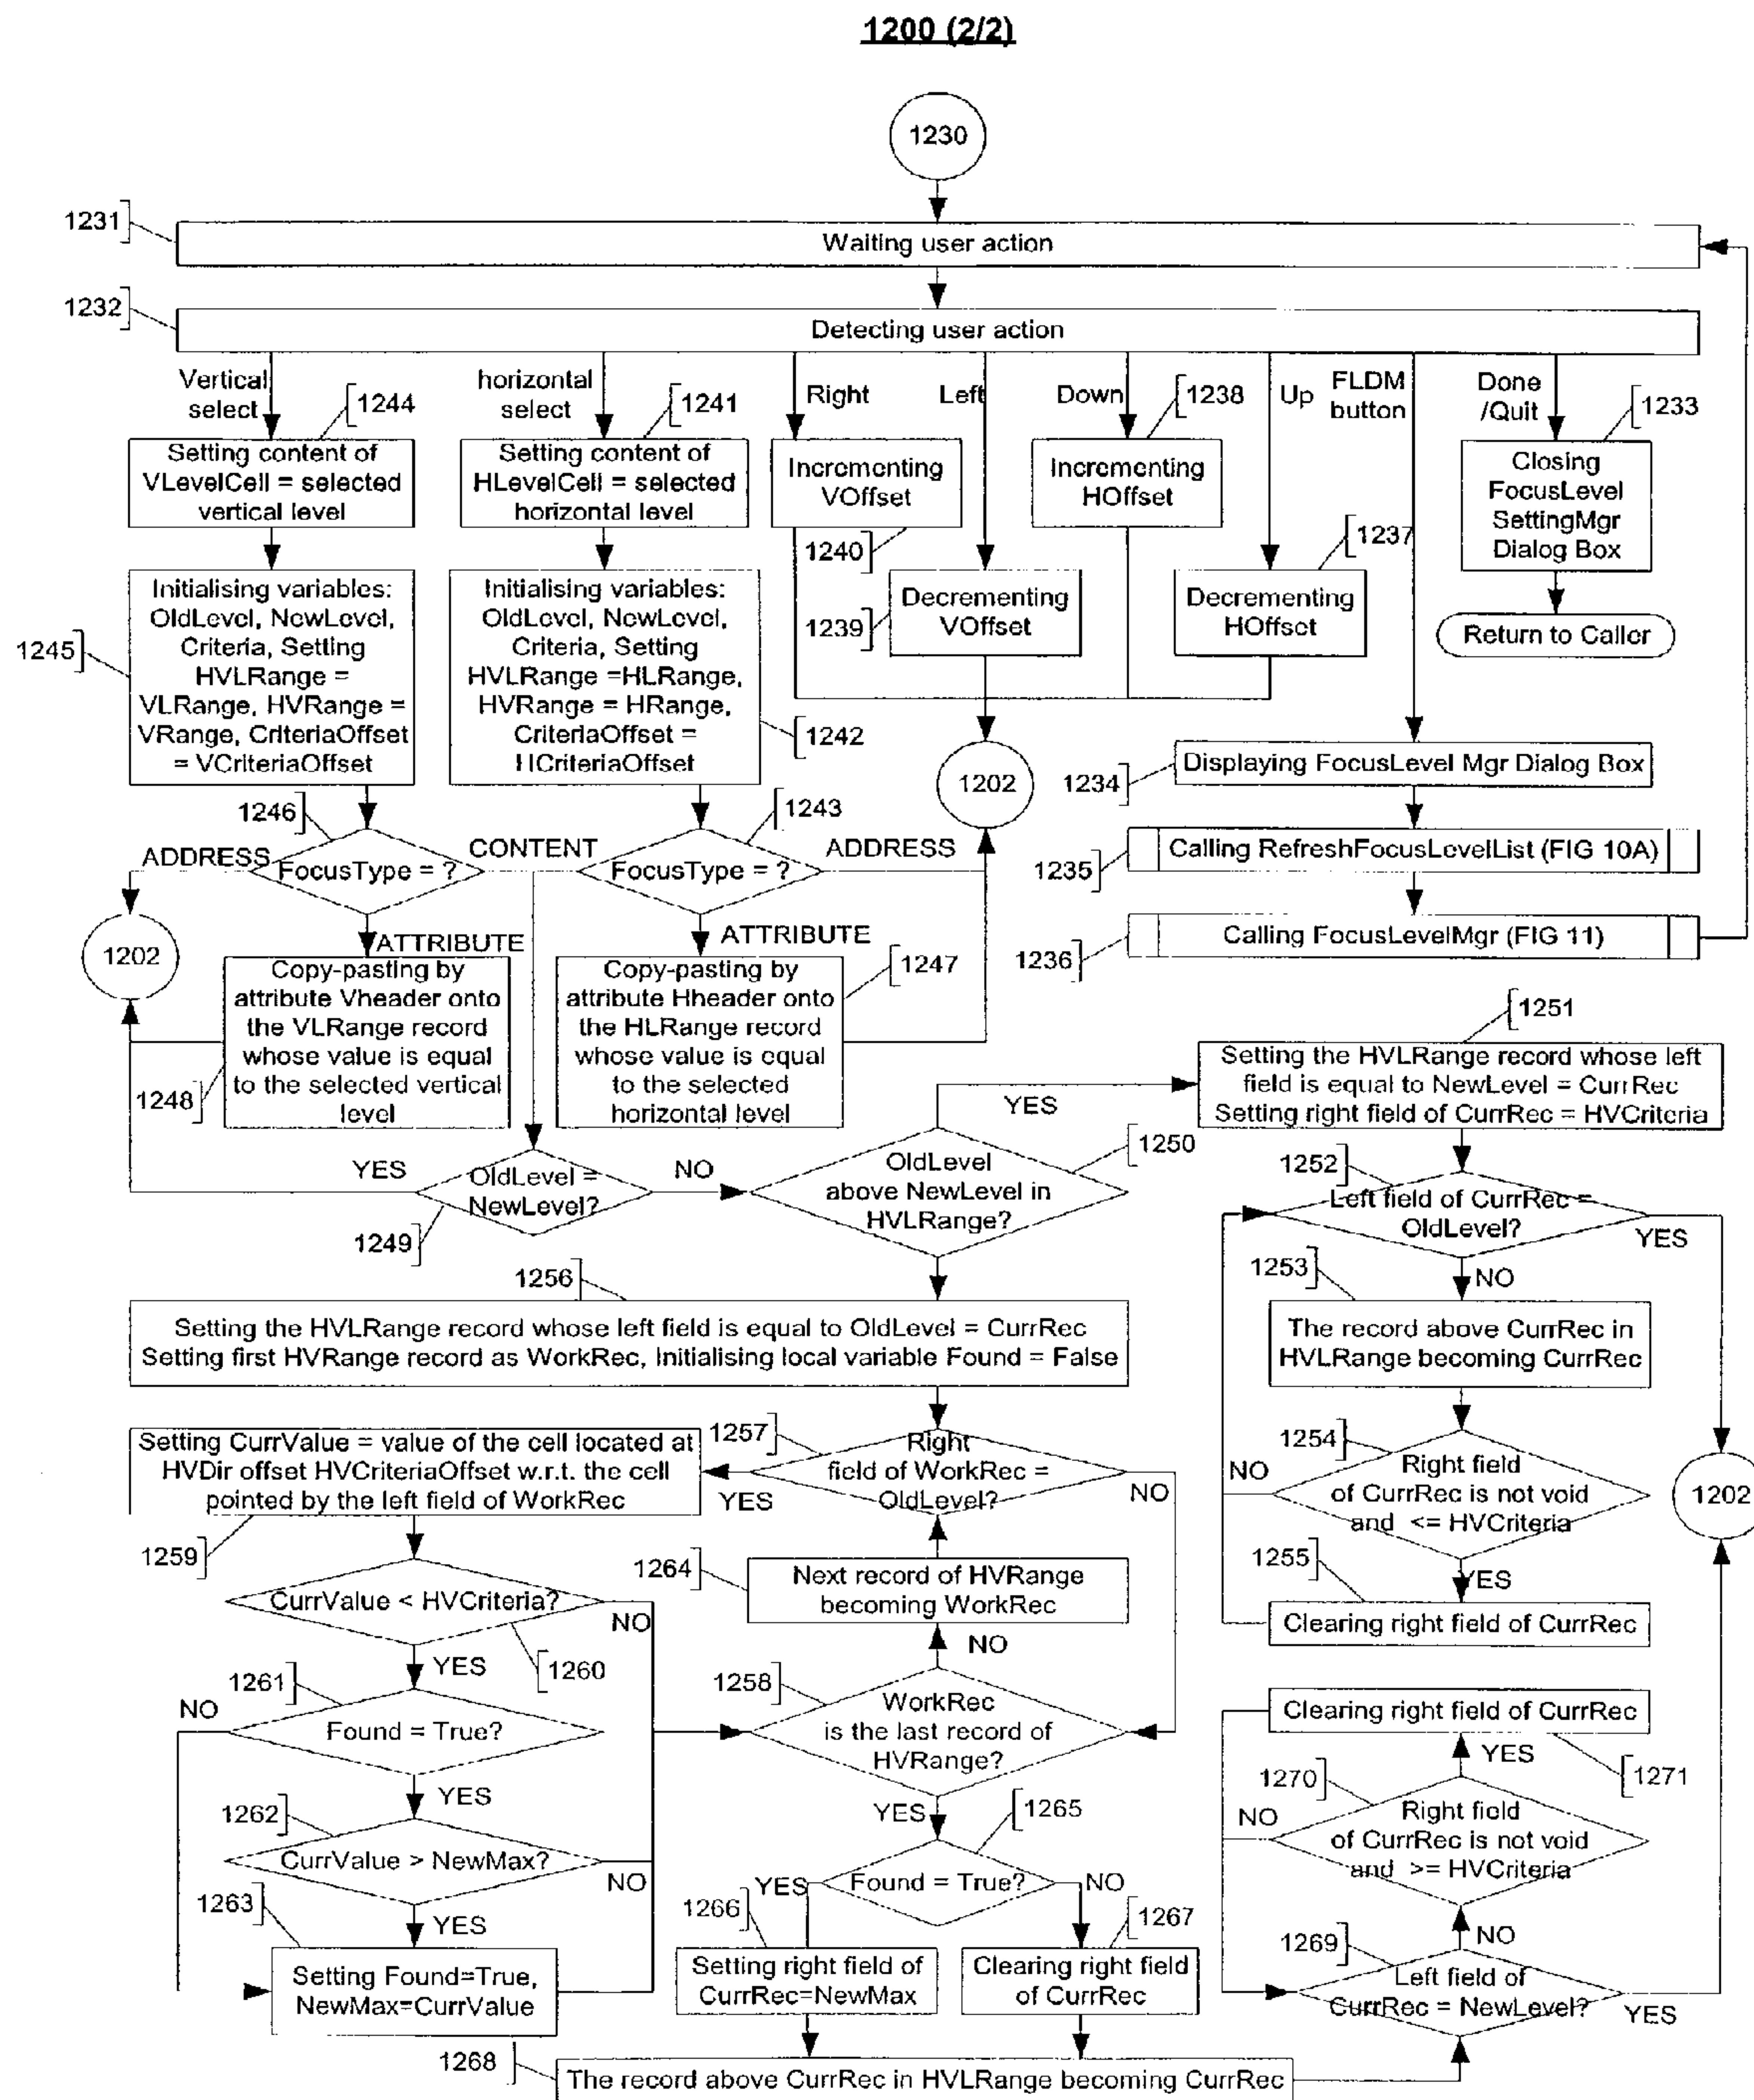 1200 (2/2)
1230
1231
Waiting user action
1232
Detecting user action
Vertical
select
1244
horizontal
select
1241
Right
Left
Down
1238
Up
FLDM
button
Done
/Quit
1233
Setting content of
VLevelCell = selected
vertical level
Setting content of
HLevelCell = selected
horizontal level
Incrementing
VOffset
Incrementing
HOffset
Closing
FocusLevel
SettingMgr
Dialog Box
1240
1237
1245
Initialising variables:
OldLevel, NewLevel,
Criteria, Setting
HVLRange =
VLRange, HVRange =
VRange, CriteriaOffset
= VCriteriaOffset
Initialising variables:
OldLevel, NewLevel,
Criteria, Setting
HVLRange =HLRange,
HVRange = HRange,
CriteriaOffset =
HCriteriaOffset
1242
1239
Decrementing
VOffset
Decrementing
HOffset
Return to Caller
1202
1234
Displaying FocusLevel Mgr Dialog Box
1246
1243
ADDRESS
FocusType = ?
CONTENT
FocusType = ?
ADDRESS
1235
Calling RefreshFocusLevelList (FIG 10A)
1202
ATTRIBUTE
ATTRIBUTE
1236
Calling FocusLevelMgr (FIG 11)
1248
Copy-pasting by
attribute Vheader onto
the VLRange record
whose value is equal
to the selected vertical
level
Copy-pasting by
attribute Hheader onto
the HLRange record
whose value is equal
to the selected
horizontal level
1247
1251
Setting the HVLRange record whose left
field is equal to NewLevel = CurrRec
Setting right field of CurrRec = HVCriteria
YES
YES
OldLevel =
NewLevel?
NO
1249
OldLevel
above NewLevel in
HVLRange?
1250
1252
Left field of CurrRec =
OldLevel?
YES
1253
NO
The record above CurrRec in
HVLRange becoming CurrRec
1256
Setting the HVLRange record whose left field is equal to OldLevel = CurrRec
Setting first HVRange record as WorkRec, Initialising local variable Found = False
1254
NO
Right field
of CurrRec is not void
and <= HVCriteria
1202
1255
YES
Clearing right field of CurrRec
Setting CurrValue = value of the cell located at
HVDir offset HVCriteriaOffset w.r.t. the cell
pointed by the left field of WorkRec
1257
Right
field of WorkRec =
OldLevel?
YES
NO
1259
1264
Next record of HVRange
becoming WorkRec
CurrValue < HVCriteria?
NO
1260
YES
NO
1261
NO
Found = True?
1258
WorkRec
is the last record of
HVRange?
Clearing right field of CurrRec
1271
YES
1270
NO
Right field
of CurrRec is not void
and >= HVCriteria
YES
1262
CurrValue > NewMax?
NO
YES
1265
YES
Found = True?
NO
1263
YES
Setting Found=True,
NewMax=CurrValue
1266
Setting right field of
CurrRec=NewMax
1267
Clearing right field
of CurrRec
1269
NO
Left field of
CurrRec = NewLevel?
YES
1268
The record above CurrRec in HVLRange becoming CurrRec